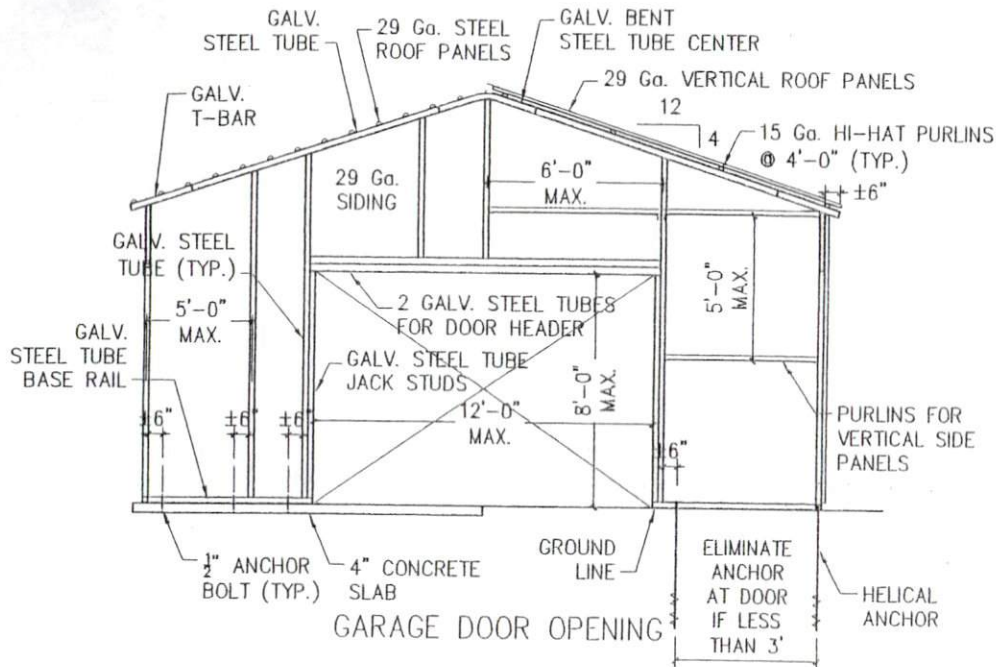 GALV.
STEEL TUBE
29 Ga. STEEL
ROOF PANELS
GALV. BENT
STEEL TUBE CENTER
29 Ga. VERTICAL ROOF PANELS
GALV.
T-BAR
12
4
15 Ga. HI-HAT PURLINS
@ 4'-0" (TYP.)
±6"
29 Ga.
SIDING
6'-0"
MAX.
GALV. STEEL
TUBE (TYP.)
5'-0"
MAX.
GALV.
STEEL TUBE
BASE RAIL
2 GALV. STEEL TUBES
FOR DOOR HEADER
5'-0"
MAX.
GALV. STEEL TUBE
JACK STUDS
12'-0"
MAX.
8'-0"
MAX.
±6"
±6
±6
±6"
PURLINS FOR
VERTICAL SIDE
PANELS
½" ANCHOR
BOLT (TYP.)
4" CONCRETE
SLAB
GROUND
LINE
ELIMINATE
ANCHOR
AT DOOR
IF LESS
THAN 3'
HELICAL
ANCHOR
GARAGE DOOR OPENING